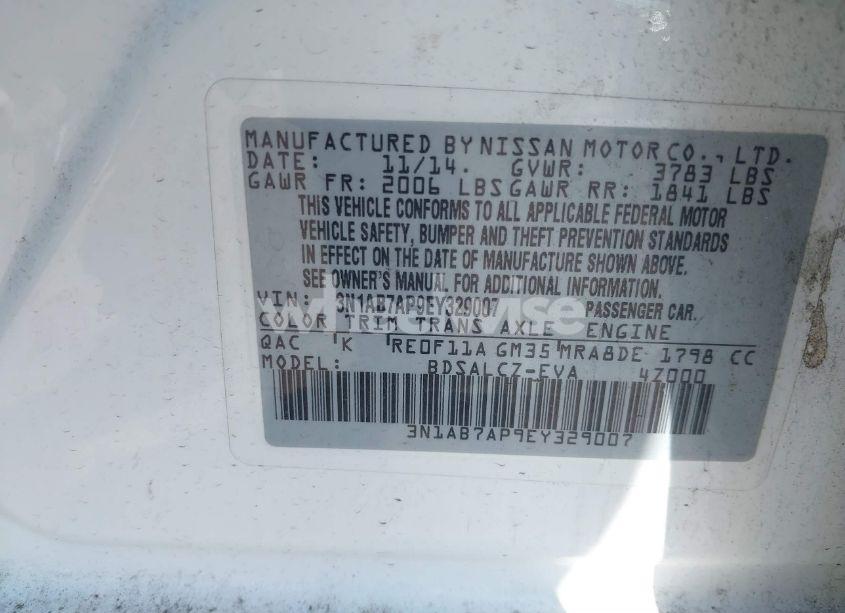 MANUFACTURED BY NISSAN MOTOR CO., LTD.
DATE: 11/14. GVWR: 3783 LBS
GAWR FR: 2006 LBS GAWR RR: 1841 LBS
THIS VEHICLE CONFORMS TO ALL APPLICABLE FEDERAL MOTOR
VEHICLE SAFETY, BUMPER AND THEFT PREVENTION STANDARDS
IN EFFECT ON THE DATE OF MANUFACTURE SHOWN ABOVE.
SEE OWNER'S MANUAL FOR ADDITIONAL INFORMATION.
VIN: 3N1AB7AP9EY329007 PASSENGER CAR.
COLOR TRIM TRANS AXLE ENGINE
QAC K RE0F11A GM35 MRA8DE 1798 CC
MODEL: BDSALCZ-EVA 4Z000
3N1AB7AP9EY329007